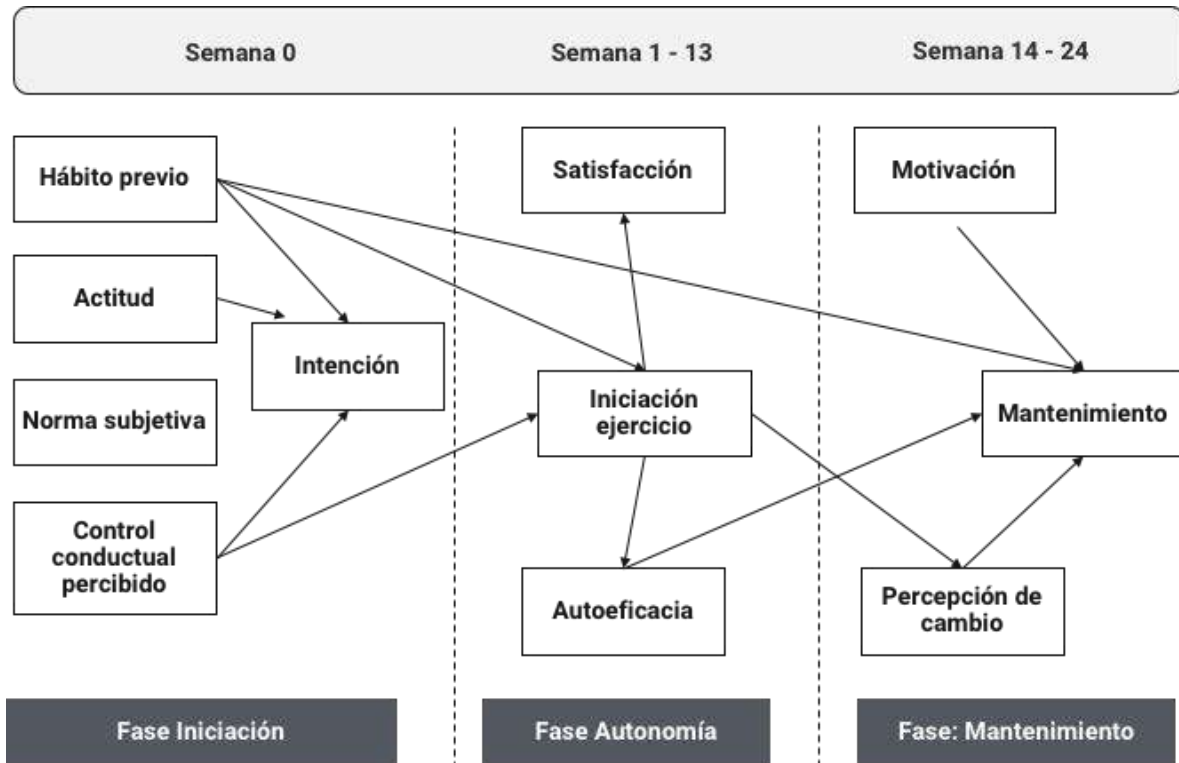 Semana 0
Semana 1 - 13
Semana 14 - 24
Hábito previo
Actitud
Norma subjetiva
Control
conductual
percibido
Intención
Satisfacción
Iniciación
ejercicio
Autoeficacia
Motivación
Mantenimiento
Percepción de
cambio
Fase Iniciación
Fase Autonomía
Fase: Mantenimiento